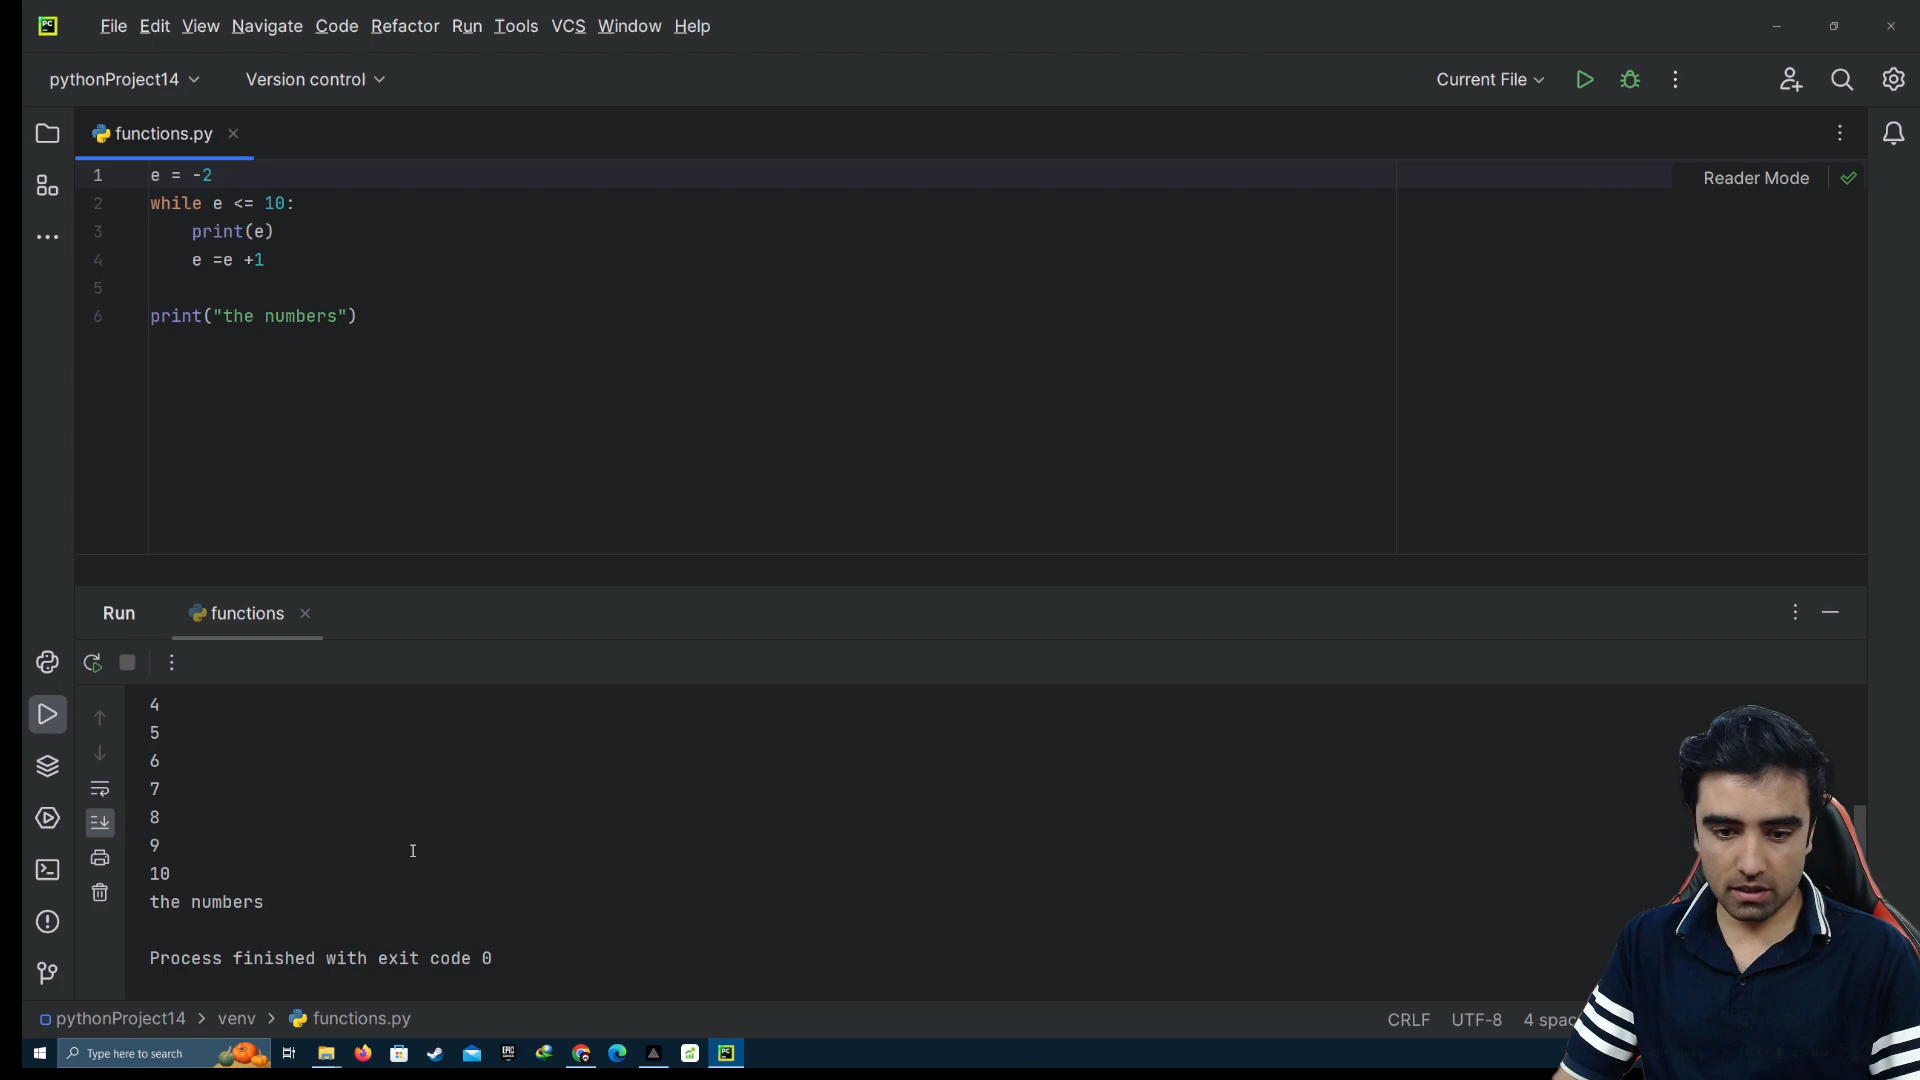 PC
File Edit View Navigate Code Refactor Run Tools VCS Window Help
pythonProject14 Version control Current File
functions.py
Reader Mode
1 e = -2
2 while e <= 10:
3 print(e)
4 e =e +1
5
6 print("the numbers")
Run functions
4
5
6
7
8
9
10
the numbers
Process finished with exit code 0
pythonProject14 > venv > functions.py CRLF UTF-8
Type here to search EPIC PC